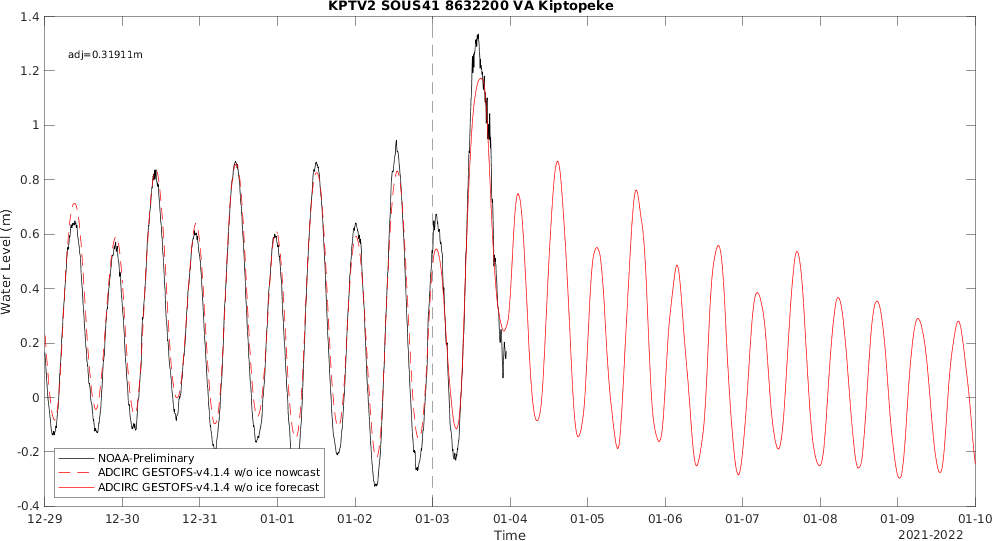 KPTV2 SOUS41 8632200 VA Kiptopeke
adj=0.31911m
Water Level (m)
1.4
1.2
1
0.8
0.6
0.4
0.2
0
-0.2
-0.4
NOAA-Preliminary
ADCIRC GESTOFS-v4.1.4 w/o ice nowcast
ADCIRC GESTOFS-v4.1.4 w/o ice forecast
12-29 12-30 12-31 01-01 01-02 01-03 01-04 01-05 01-06 01-07 01-08 01-09 01-10
Time
2021-2022